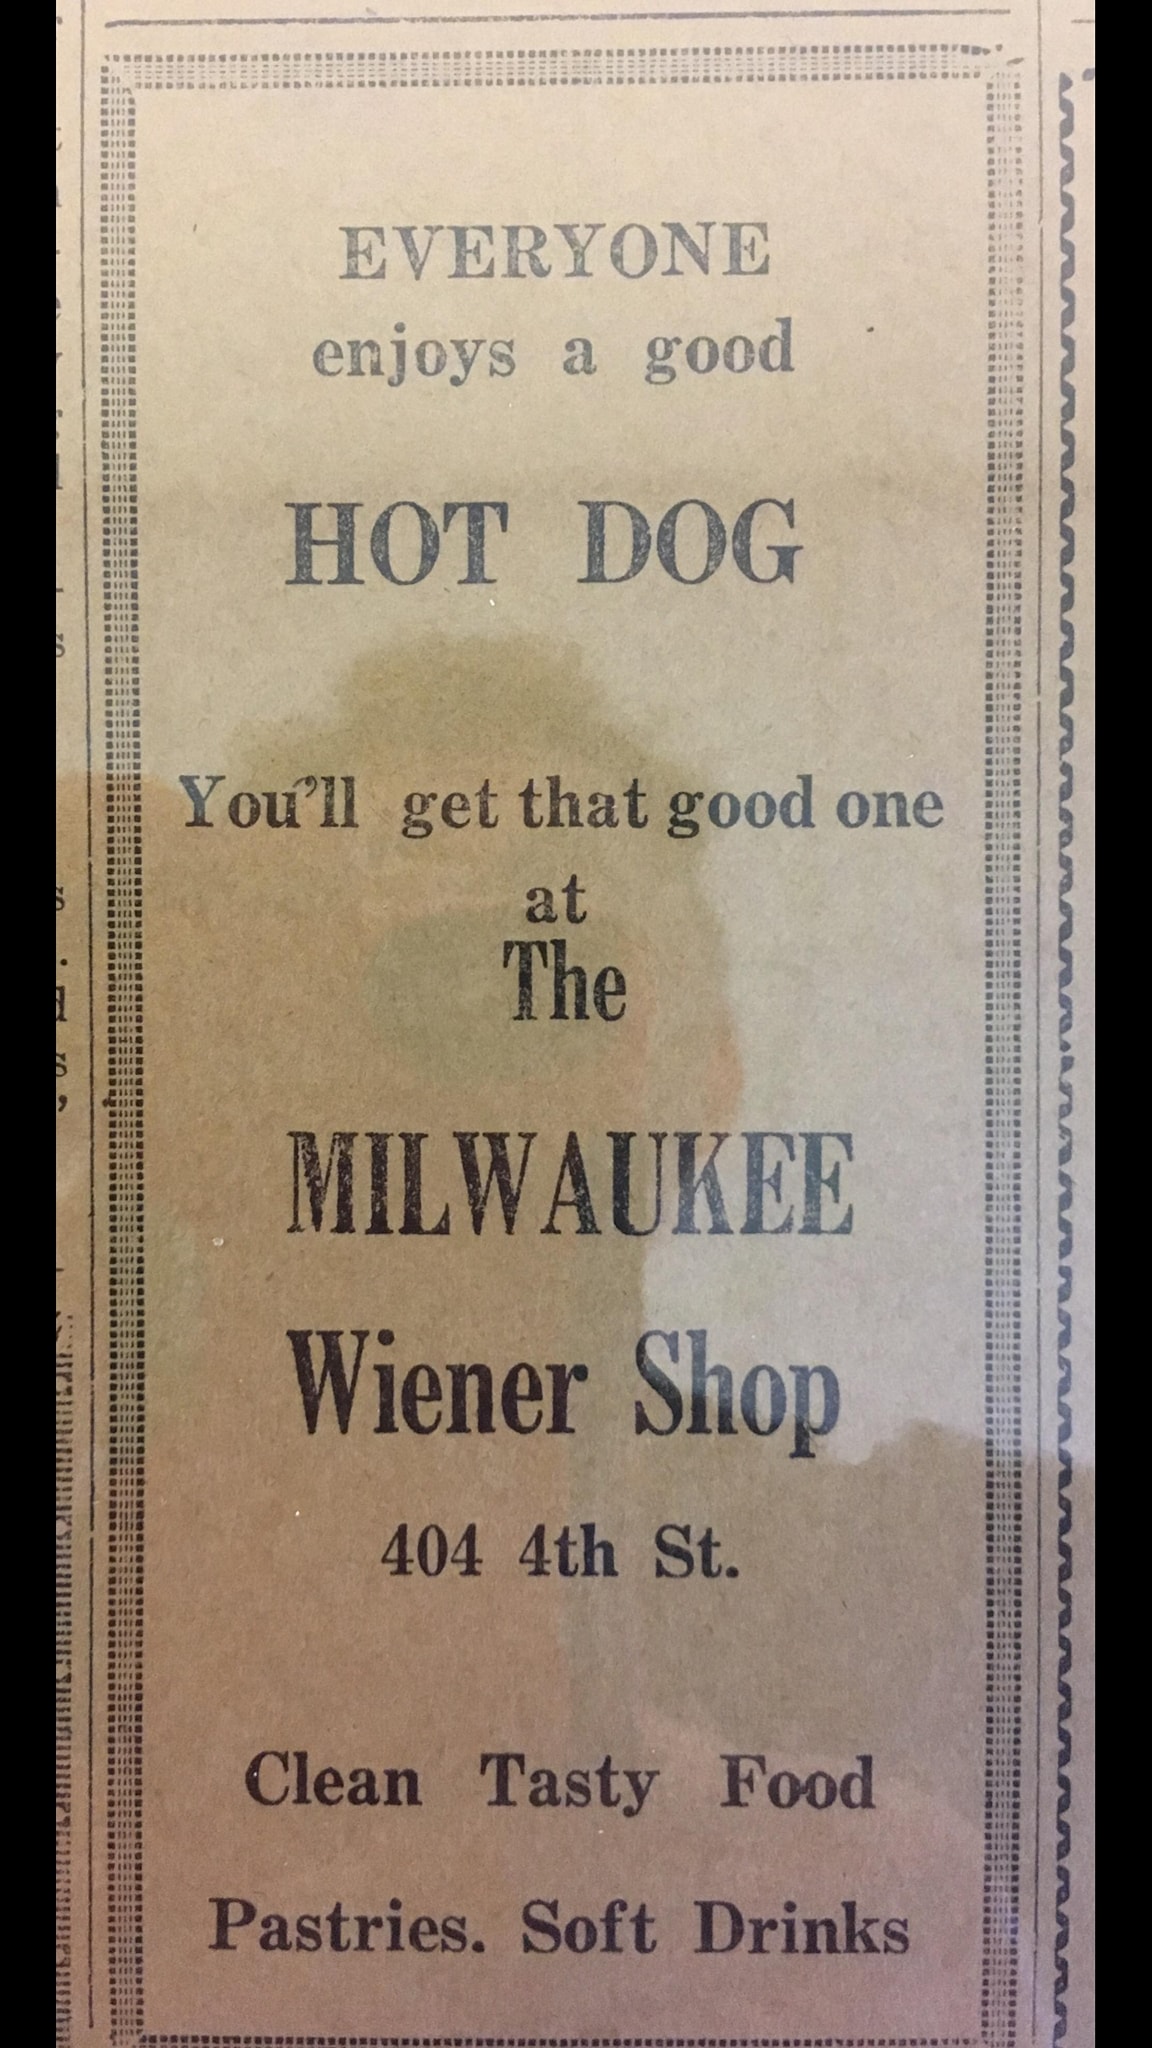 EVERYONE
enjoys a good
HOT DOG
You'll get that good one
at
The
MILWAUKEE
Wiener Shop
404 4th St.
Clean Tasty Food
Pastries. Soft Drinks